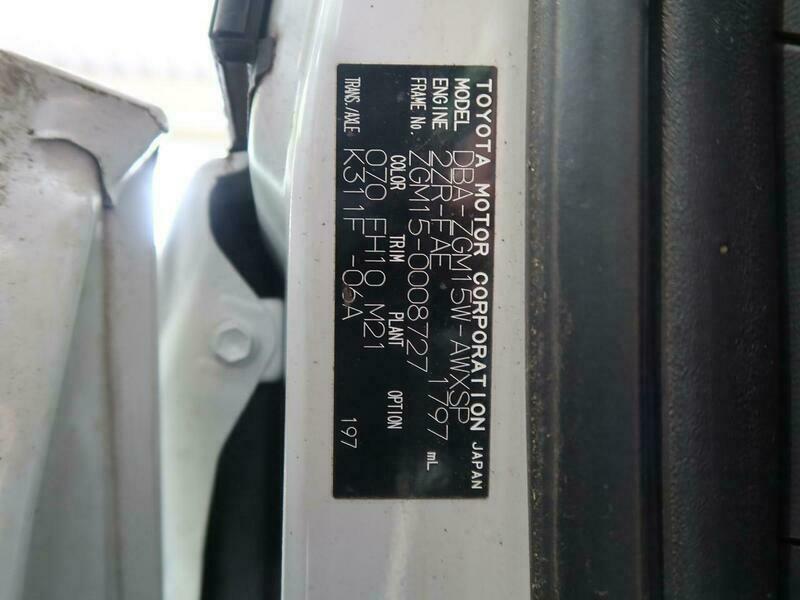 TOYOTA MOTOR CORPORATION JAPAN
MODEL DBA-ZGM15W-AWXSP
ENGINE 2ZR-FAE 1797 mL
FRAME No. ZGM15-0008727
COLOR TRIM PLANT OPTION
070 EH10 M21
TRANS./AXLE K311F -06A 197